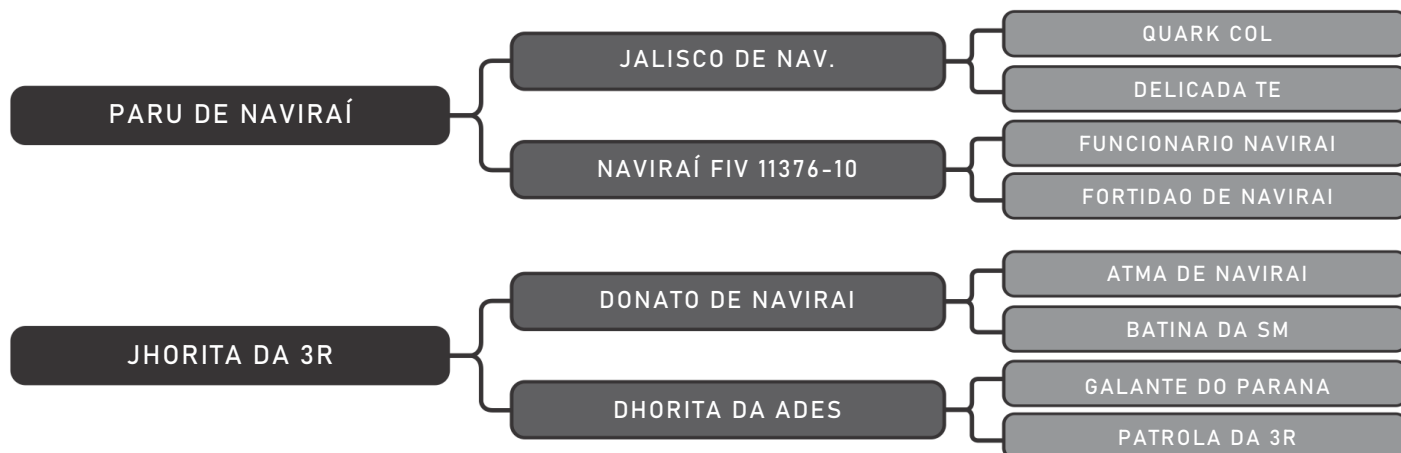 PARU DE NAVIRAÍ
JALISCO DE NAV.
QUARK COL
DELICADA TE
NAVIRAÍ FIV 11376-10
FUNCIONARIO NAVIRAI
FORTIDAO DE NAVIRAI
JHORITA DA 3R
DONATO DE NAVIRAI
ATMA DE NAVIRAI
BATINA DA SM
DHORITA DA ADES
GALANTE DO PARANA
PATROLA DA 3R